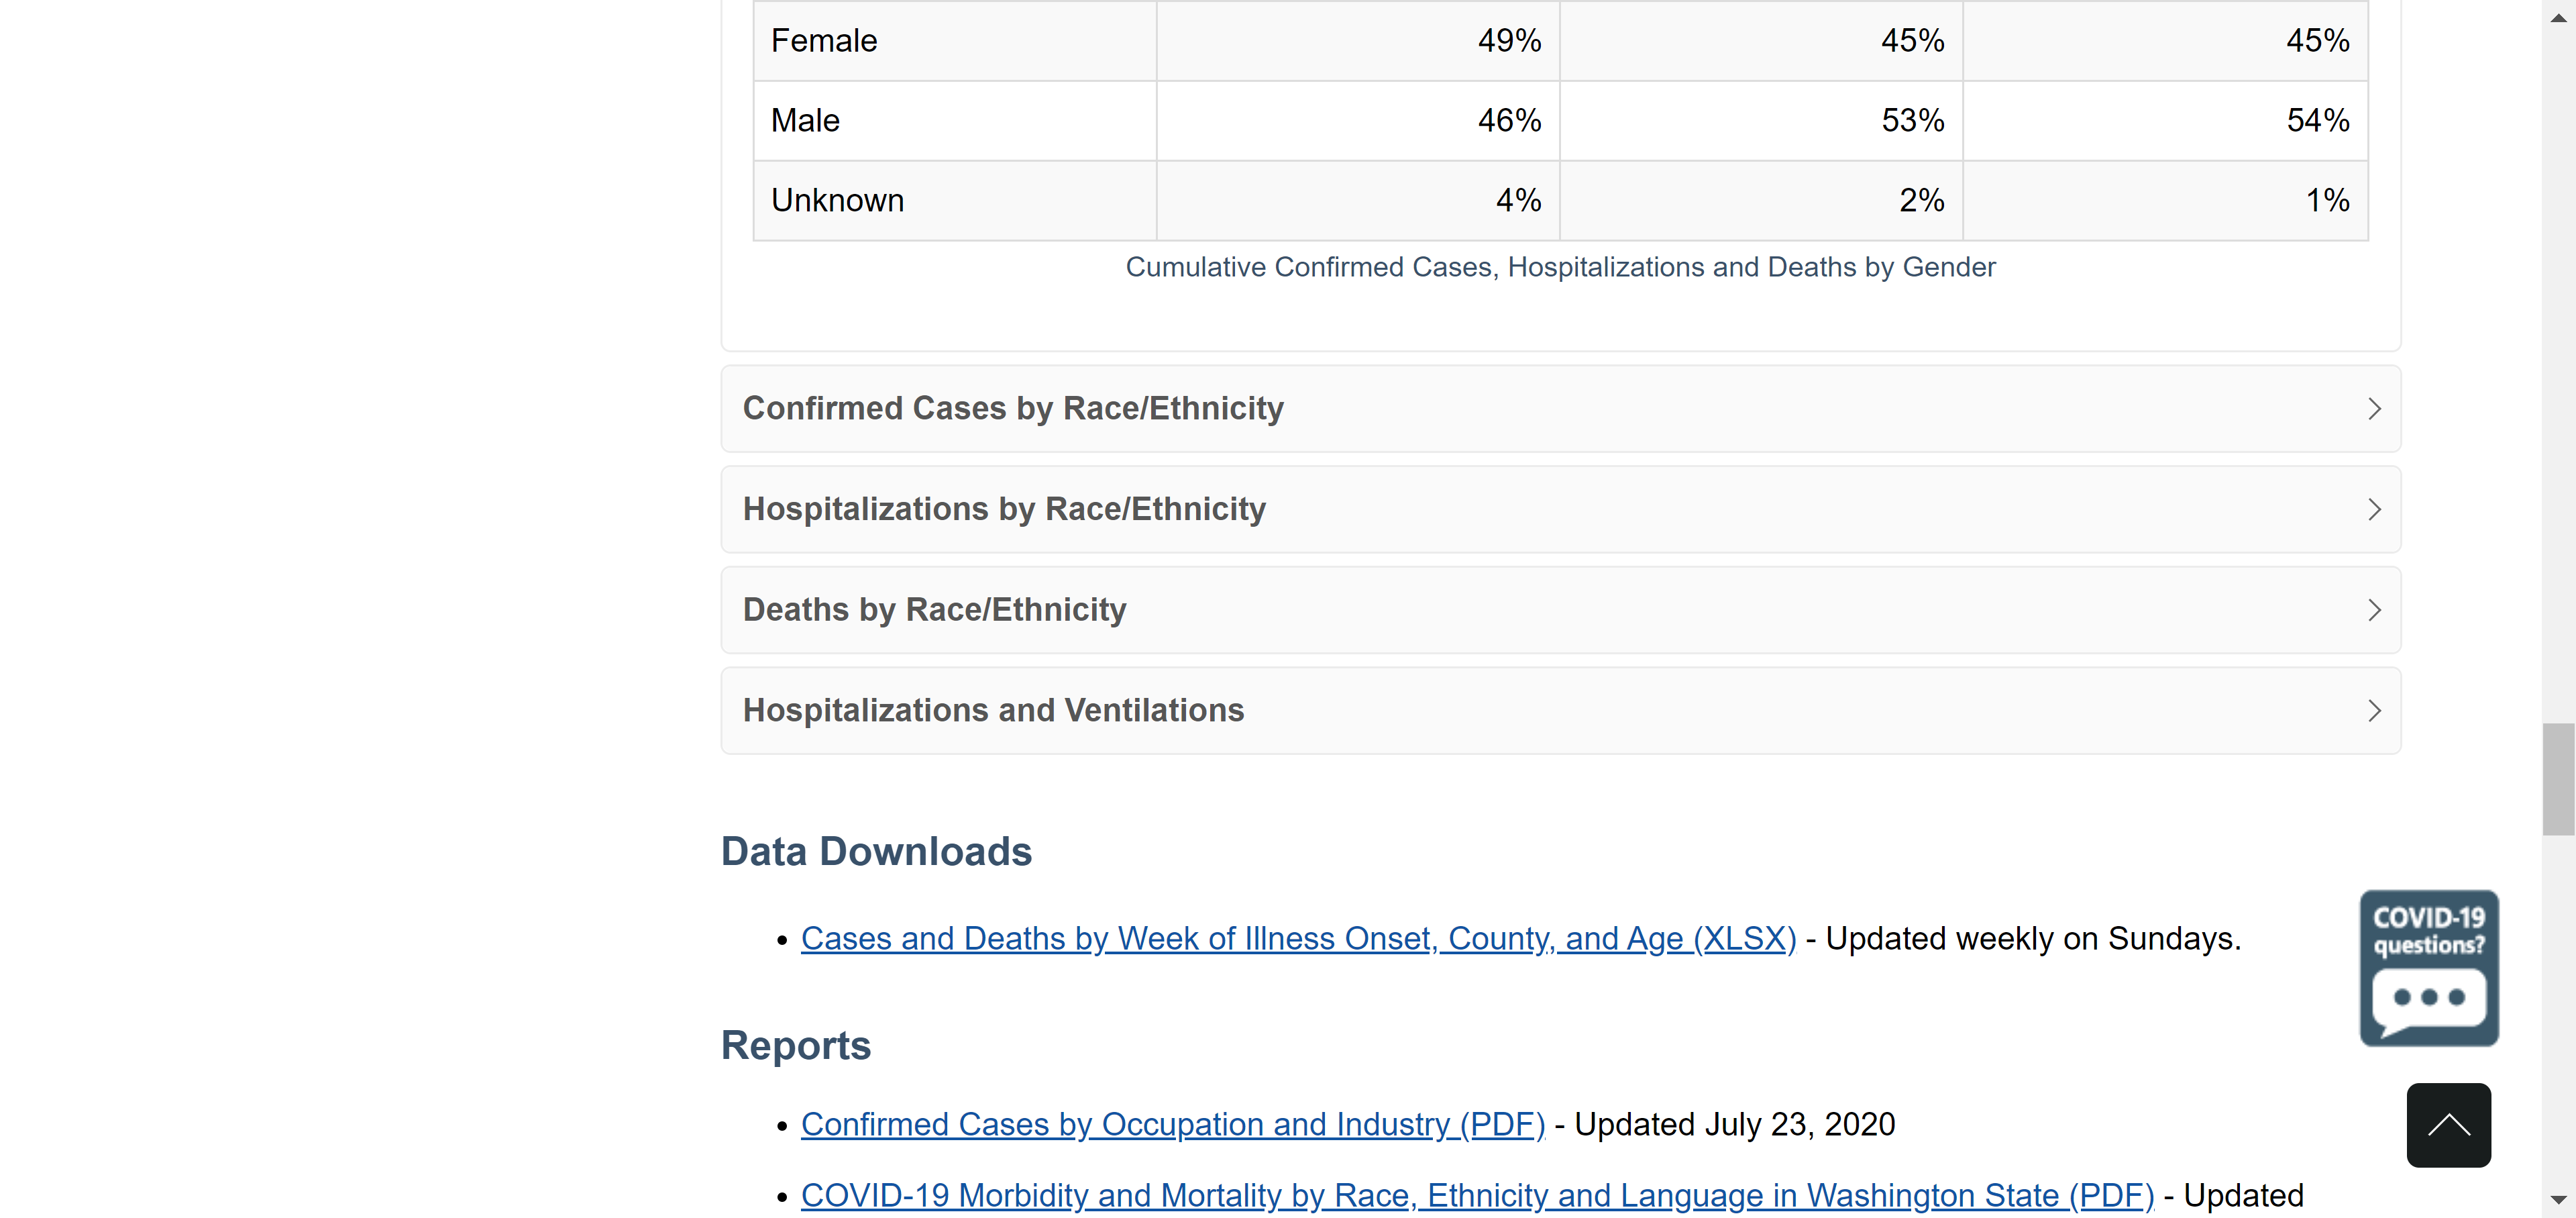 Female 49% 45% 45%
Male 46% 53% 54%
Unknown 4% 2% 1%
Cumulative Confirmed Cases, Hospitalizations and Deaths by Gender
Confirmed Cases by Race/Ethnicity
Hospitalizations by Race/Ethnicity
Deaths by Race/Ethnicity
Hospitalizations and Ventilations
Data Downloads
Cases and Deaths by Week of Illness Onset, County, and Age (XLSX) - Updated weekly on Sundays.
COVID-19
questions?
Reports
Confirmed Cases by Occupation and Industry (PDF) - Updated July 23, 2020
COVID-19 Morbidity and Mortality by Race, Ethnicity and Language in Washington State (PDF) - Updated